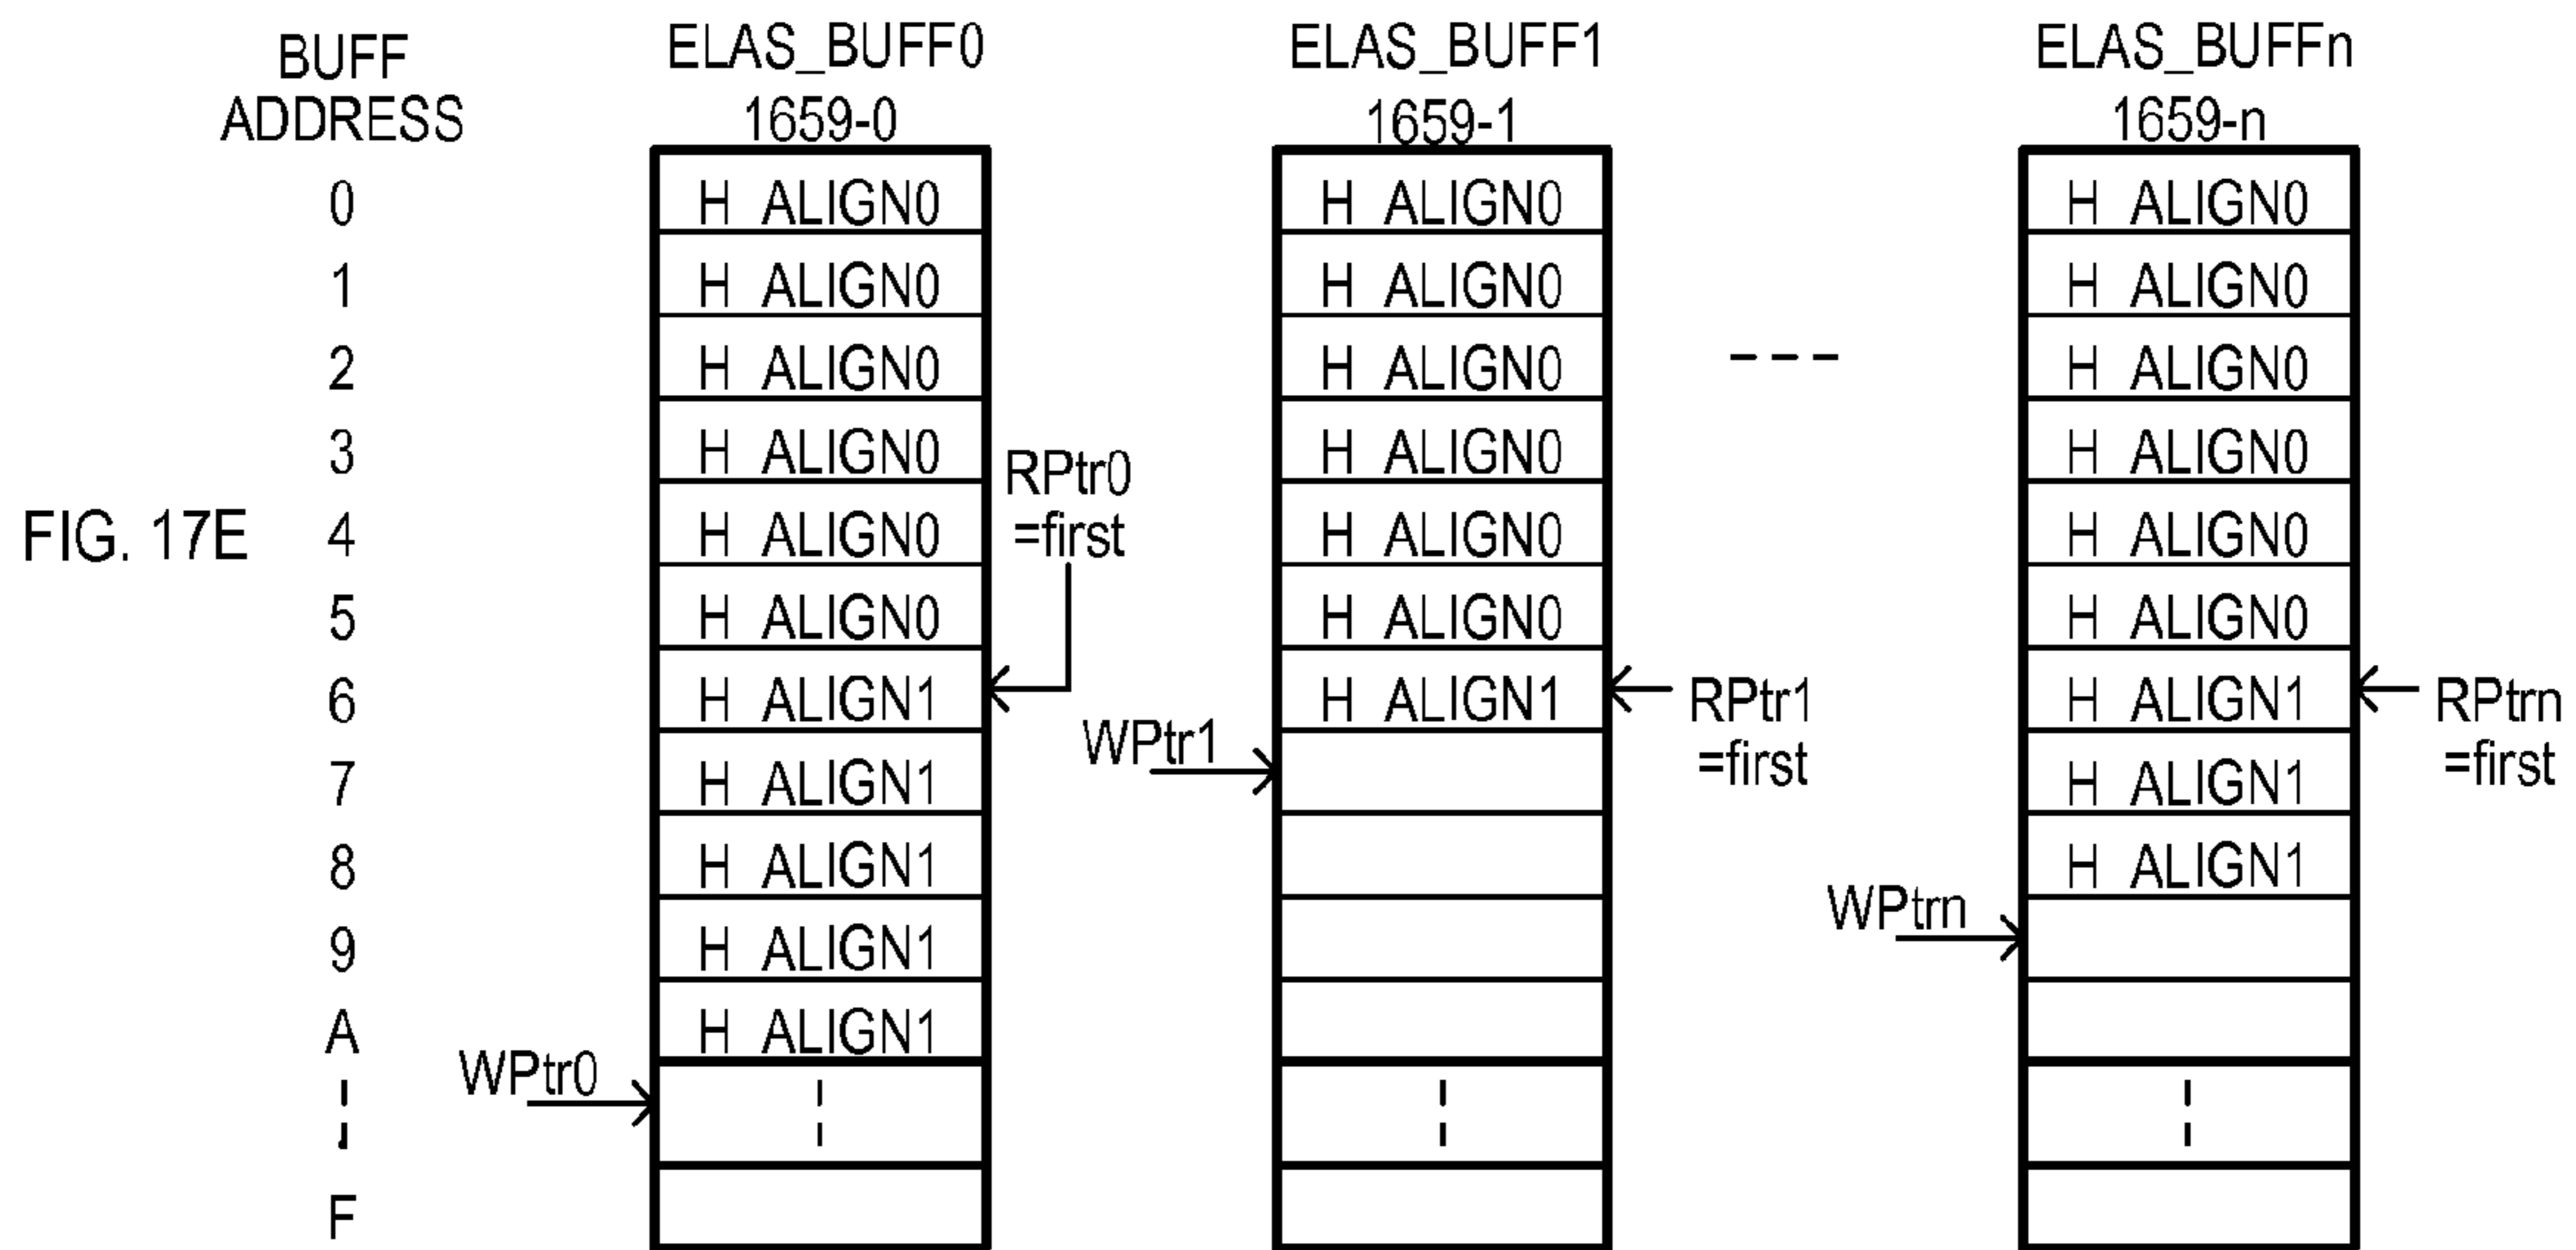 BUFF ADDRESS ELAS_BUFF0 1659-0 ELAS_BUFF1 1659-1 ELAS_BUFFn 1659-n
0 H ALIGN0 H ALIGN0 H ALIGN0
1 H ALIGN0 H ALIGN0 H ALIGN0
2 H ALIGN0 H ALIGN0 H ALIGN0
3 H ALIGN0 H ALIGN0 H ALIGN0
RPtr0
=first
FIG. 17E 4 H ALIGN0 H ALIGN0 H ALIGN0
5 H ALIGN0 H ALIGN0 H ALIGN0
6 H ALIGN1 H ALIGN1 RPtr1 H ALIGN1 RPtrn
=first =first
WPtr1
7 H ALIGN1 H ALIGN1
8 H ALIGN1 H ALIGN1
WPtrn
9 H ALIGN1
A H ALIGN1
WPtr0
F